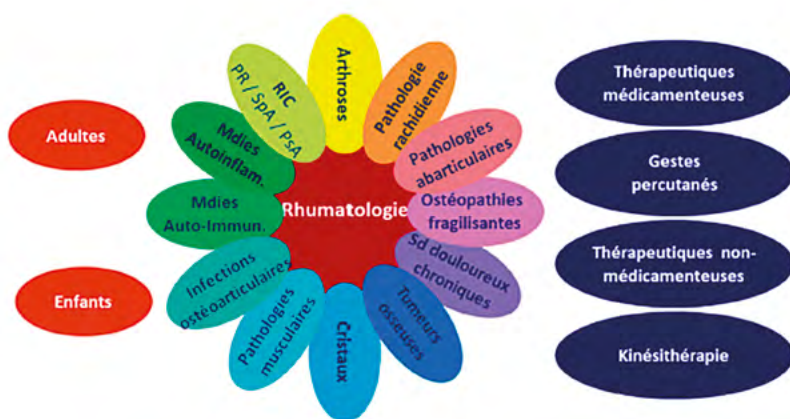 Adultes
Enfants
Rhumatologie
Arthroses
Pathologie
rachidienne
Pathologies
abarticulaires
Ostéopathies
fragilisantes
Sd douloureux
chroniques
Tumeurs
osseuses
Cristaux
Pathologies
musculaires
Infections
ostéoarticulaires
Mdies
Auto-Immun.
Mdies
Autoinflam.
RIC
PR / SpA / PsA
Thérapeutiques
médicamenteuses
Gestes
percutanés
Thérapeutiques non-
médicamenteuses
Kinésithérapie